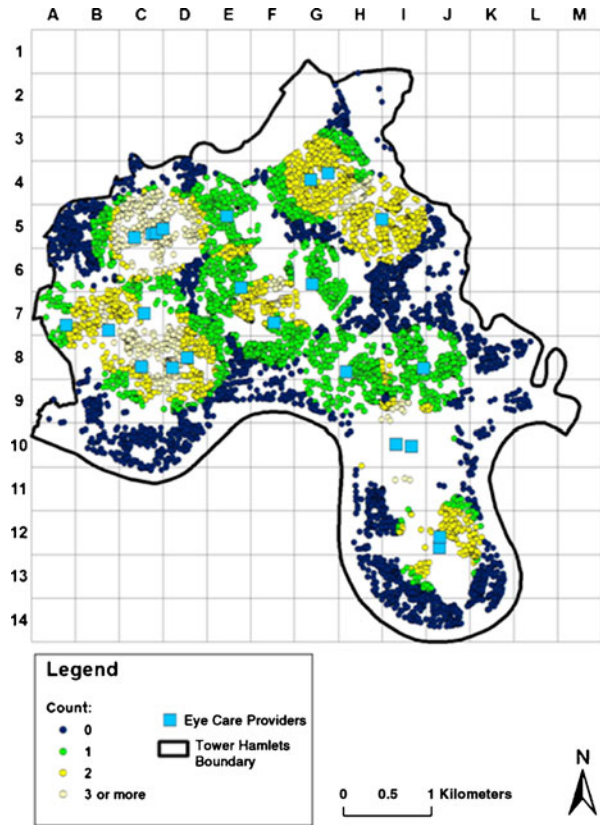 A B C D E F G H I J K L M
1
2
3
4
5
6
7
8
9
10
11
12
13
14
Legend
Count:
0
1
2
3 or more
Eye Care Providers
Tower Hamlets
Boundary
0 0.5 1 Kilometers
N